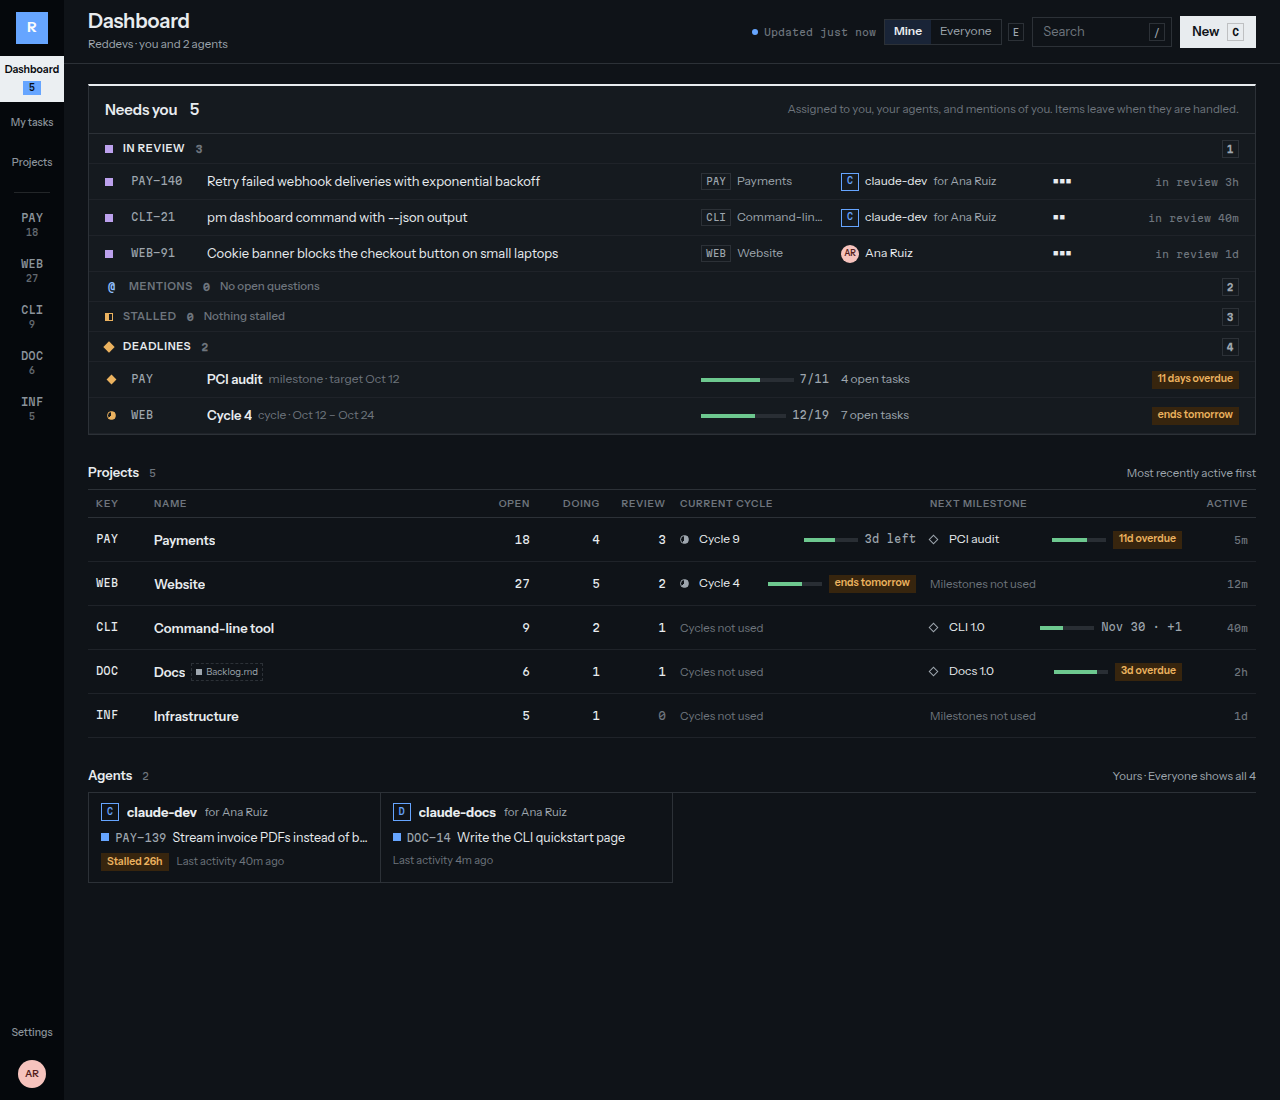 R
Dashboard
5
My tasks
Projects
PAY
18
WEB
27
CLI
9
DOC
6
INF
5
Settings
AR
Dashboard
Reddevs · you and 2 agents
Updated just now
Mine Everyone E
Search /
New C
Needs you 5
Assigned to you, your agents, and mentions of you. Items leave when they are handled.
IN REVIEW 3 1
PAY-140 Retry failed webhook deliveries with exponential backoff PAY Payments C claude-dev for Ana Ruiz in review 3h
CLI-21 pm dashboard command with --json output CLI Command-lin... C claude-dev for Ana Ruiz in review 40m
WEB-91 Cookie banner blocks the checkout button on small laptops WEB Website AR Ana Ruiz in review 1d
@ MENTIONS 0 No open questions 2
STALLED 0 Nothing stalled 3
DEADLINES 2 4
PAY PCI audit milestone · target Oct 12 7/11 4 open tasks 11 days overdue
WEB Cycle 4 cycle · Oct 12 – Oct 24 12/19 7 open tasks ends tomorrow
Projects 5 Most recently active first
KEY NAME OPEN DOING REVIEW CURRENT CYCLE NEXT MILESTONE ACTIVE
PAY Payments 18 4 3 Cycle 9 3d left PCI audit 11d overdue 5m
WEB Website 27 5 2 Cycle 4 ends tomorrow Milestones not used 12m
CLI Command-line tool 9 2 1 Cycles not used CLI 1.0 Nov 30 · +1 40m
DOC Docs Backlog.md 6 1 1 Cycles not used Docs 1.0 3d overdue 2h
INF Infrastructure 5 1 0 Cycles not used Milestones not used 1d
Agents 2 Yours · Everyone shows all 4
C claude-dev for Ana Ruiz
PAY-139 Stream invoice PDFs instead of b...
Stalled 26h Last activity 40m ago
D claude-docs for Ana Ruiz
DOC-14 Write the CLI quickstart page
Last activity 4m ago